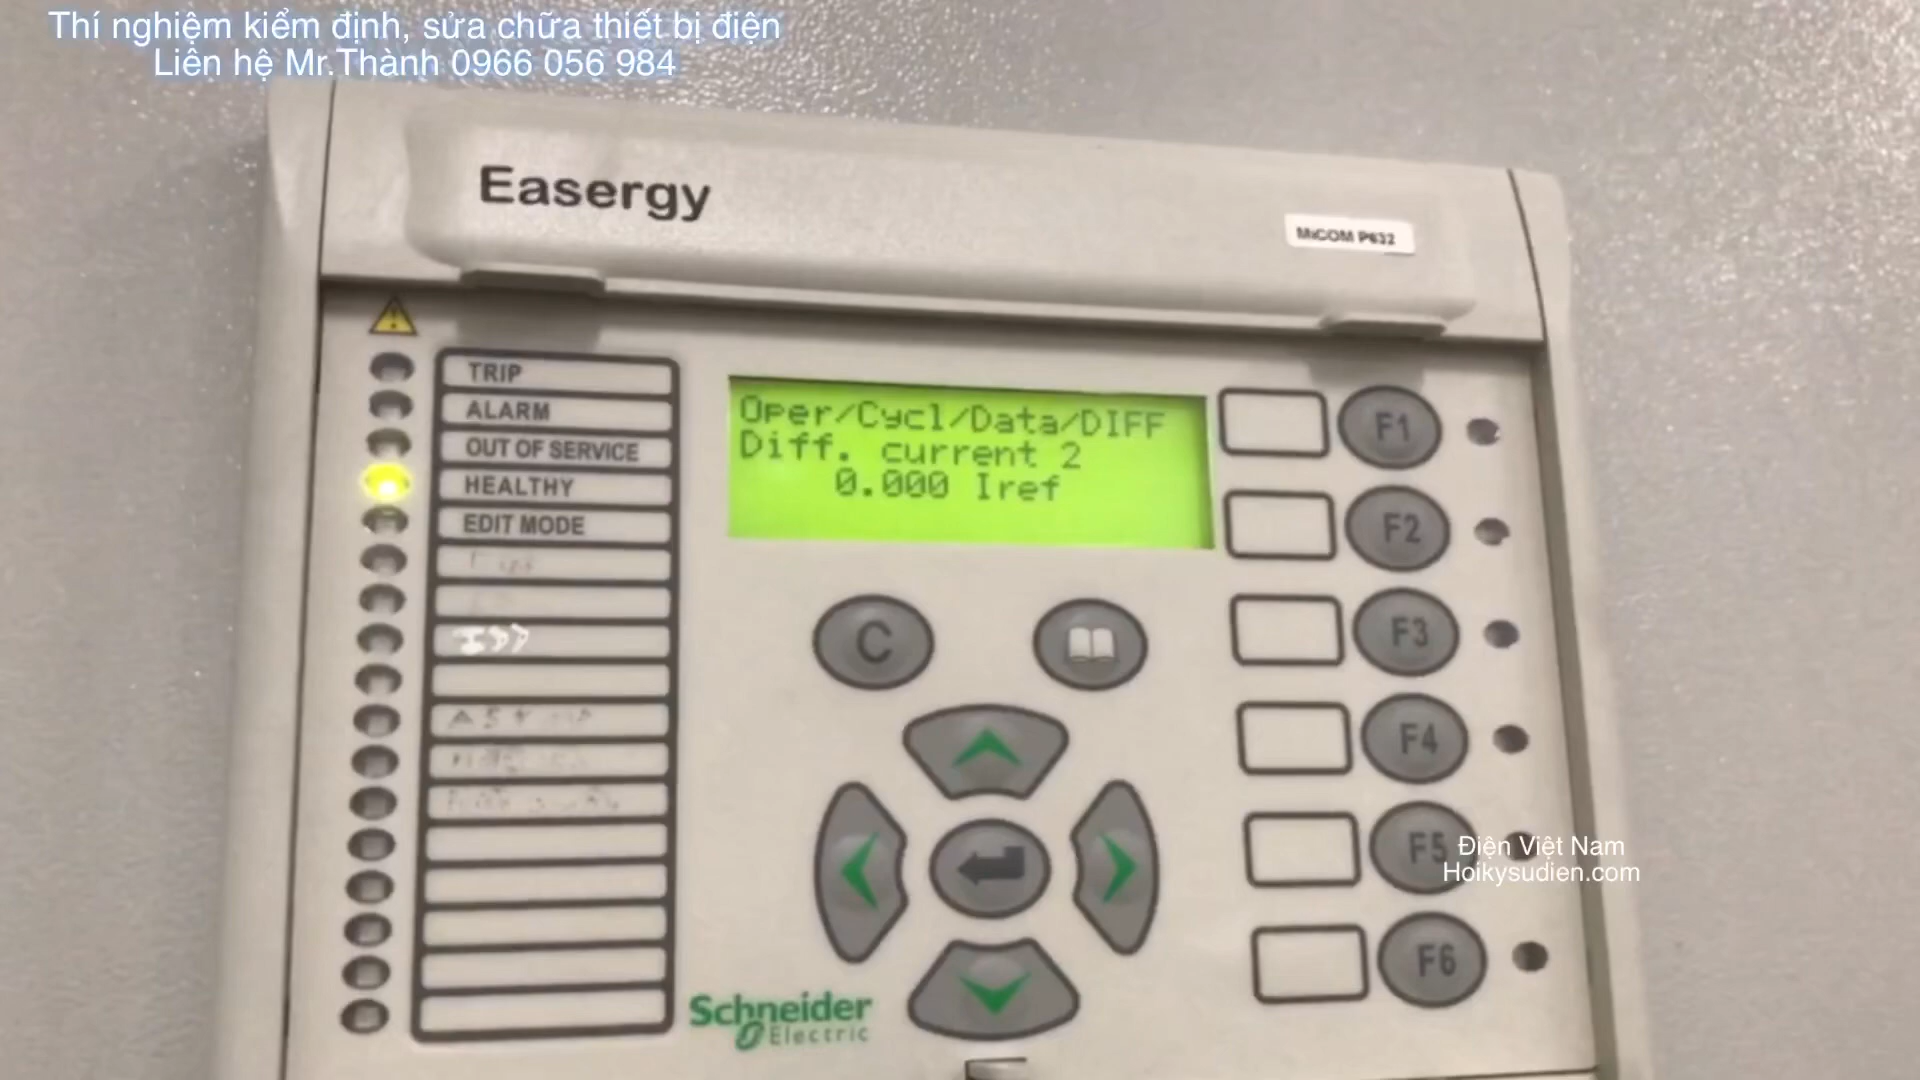 Thí nghiệm kiểm định, sửa chữa thiết bị điện
Liên hệ Mr.Thành 0966 056 984
Easergy
MiCOM P632
TRIP
ALARM
OUT OF SERVICE
HEALTHY
EDIT MODE
I>>
Oper/Cycl/Data/DIFF
Diff. current 2
0.000 Iref
C
F1
F2
F3
F4
F5
F6
Điện Việt Nam
Hoikysudien.com
Schneider
Electric